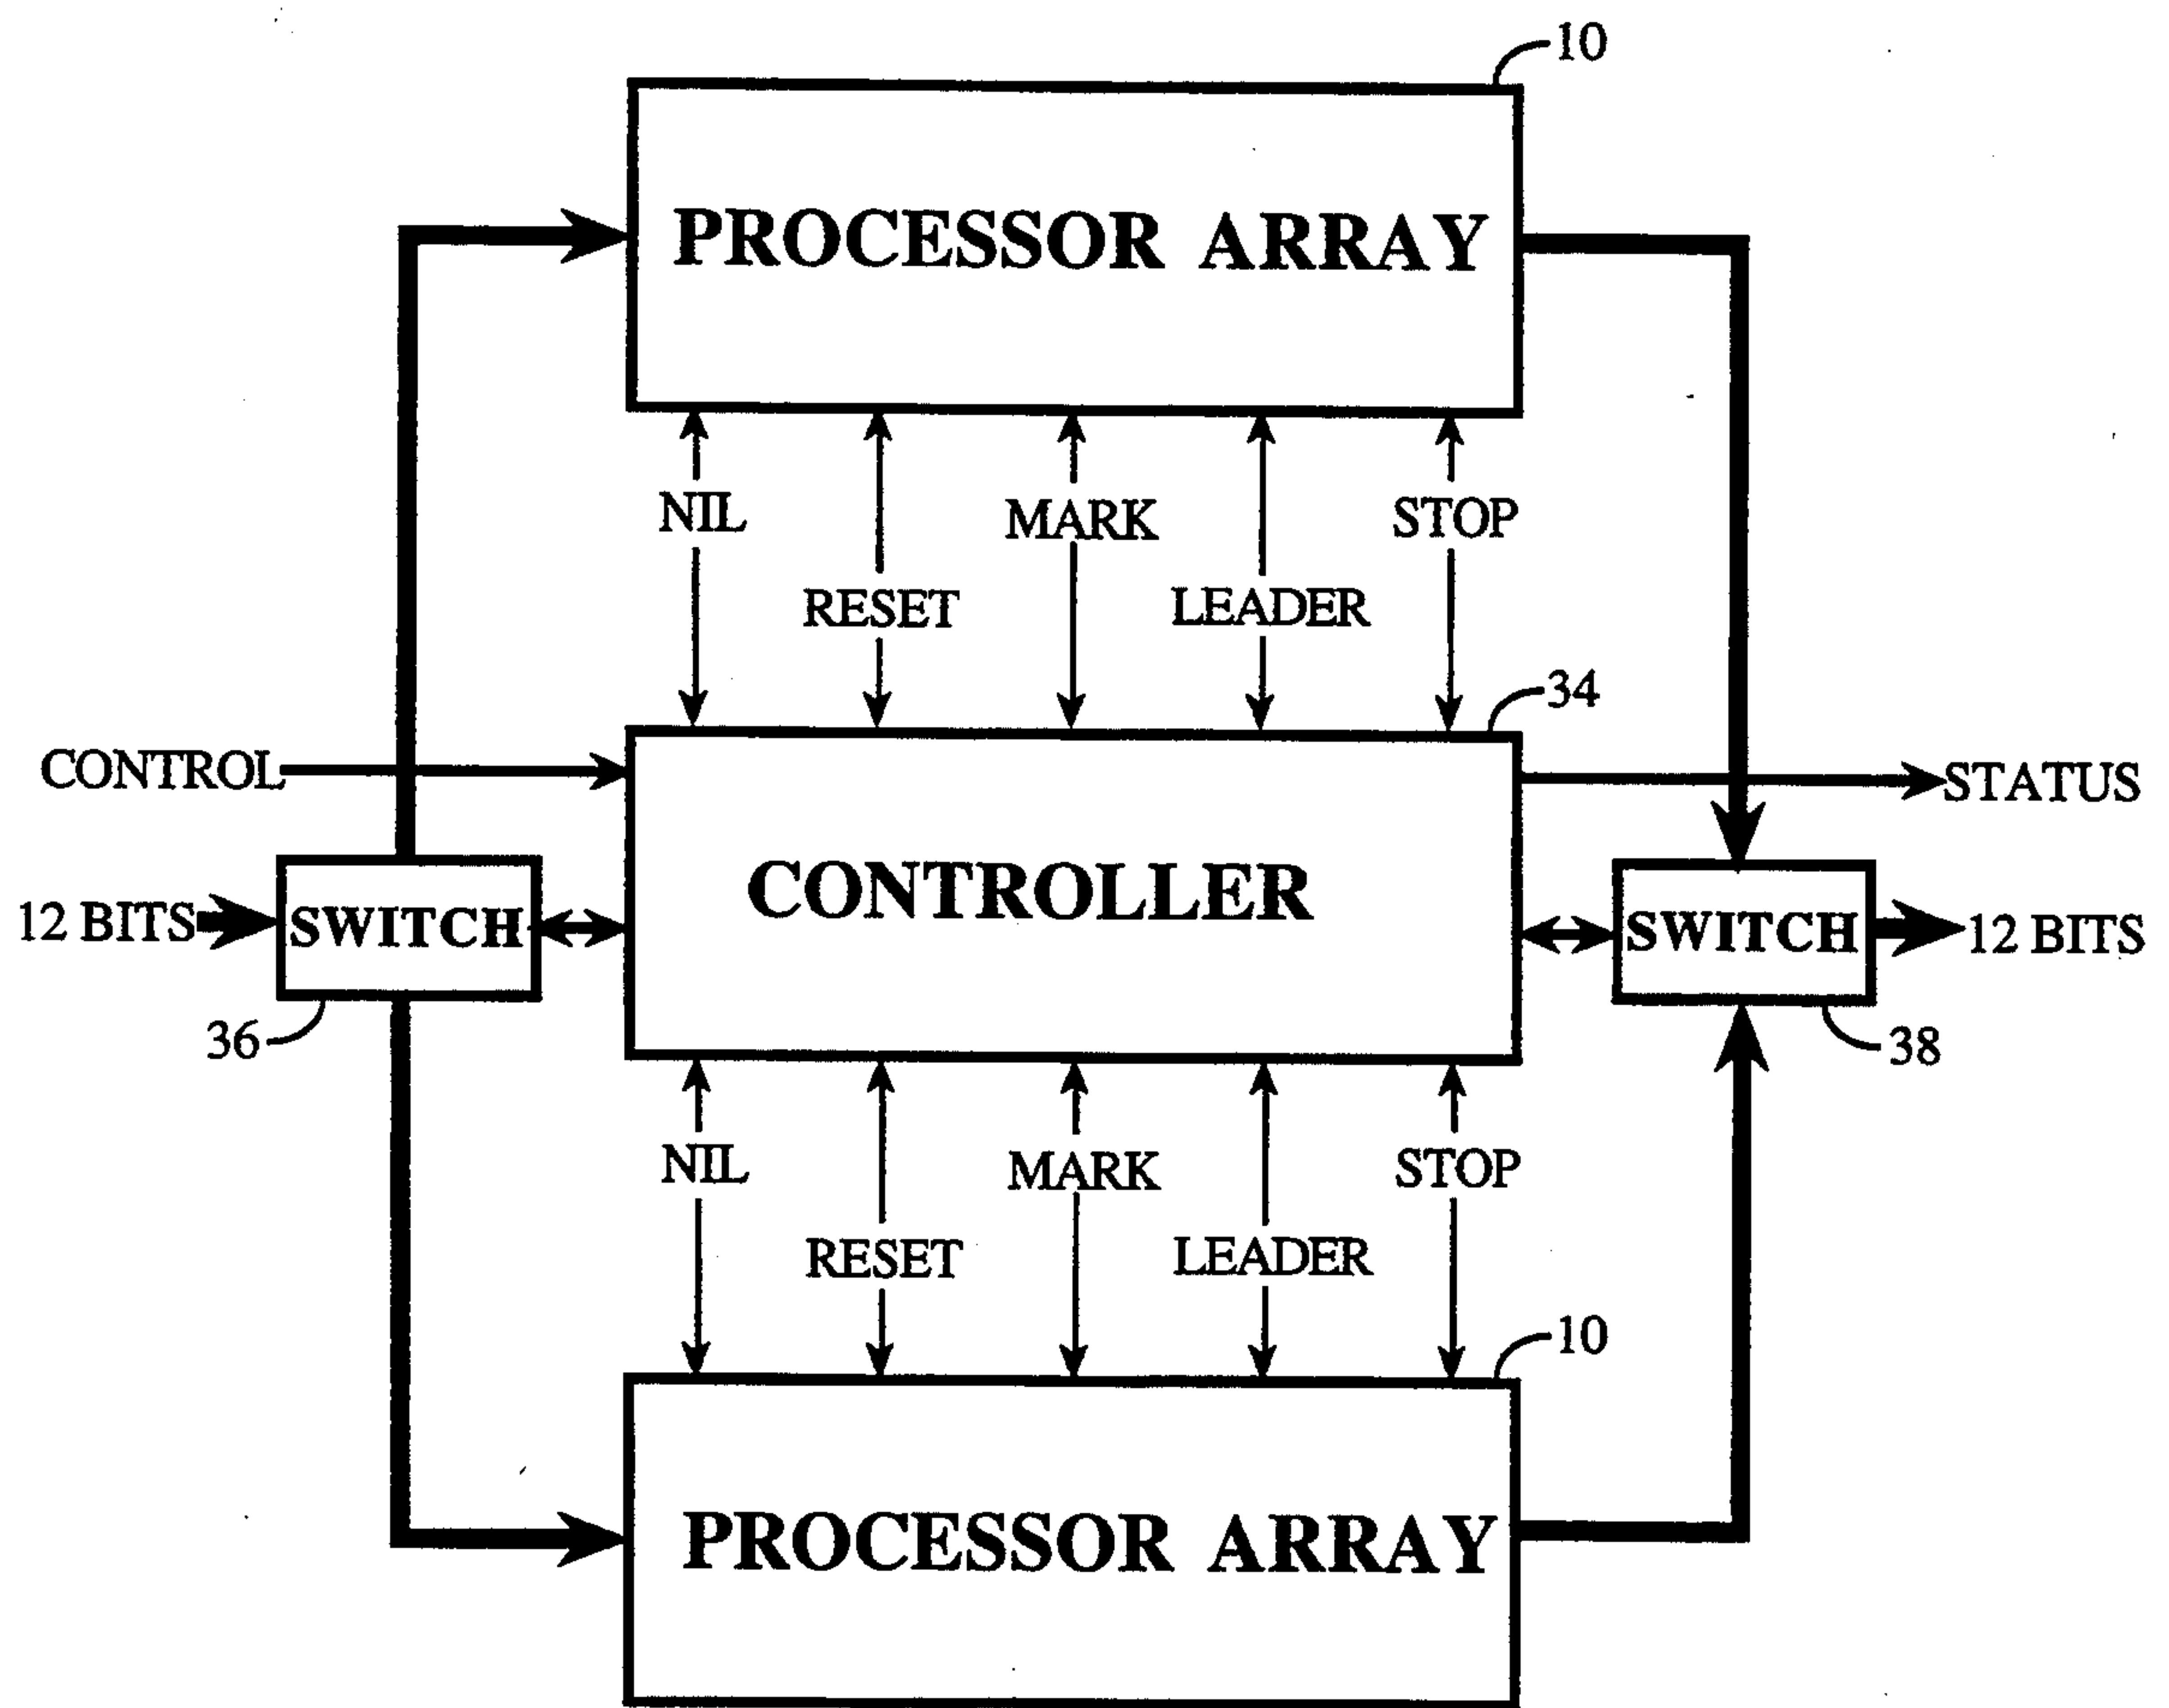 10
PROCESSOR ARRAY
NIL
MARK
STOP
RESET
LEADER
34
CONTROL
STATUS
CONTROLLER
12 BITS
SWITCH
SWITCH
12 BITS
36
38
NIL
MARK
STOP
RESET
LEADER
10
PROCESSOR ARRAY